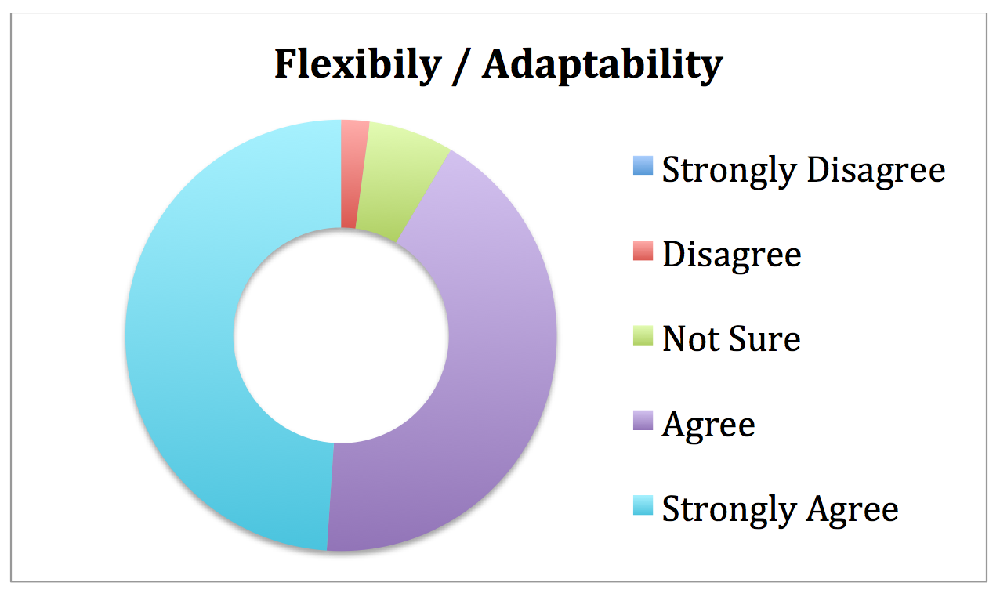 Flexibily / Adaptability
Strongly Disagree
Disagree
Not Sure
Agree
Strongly Agree